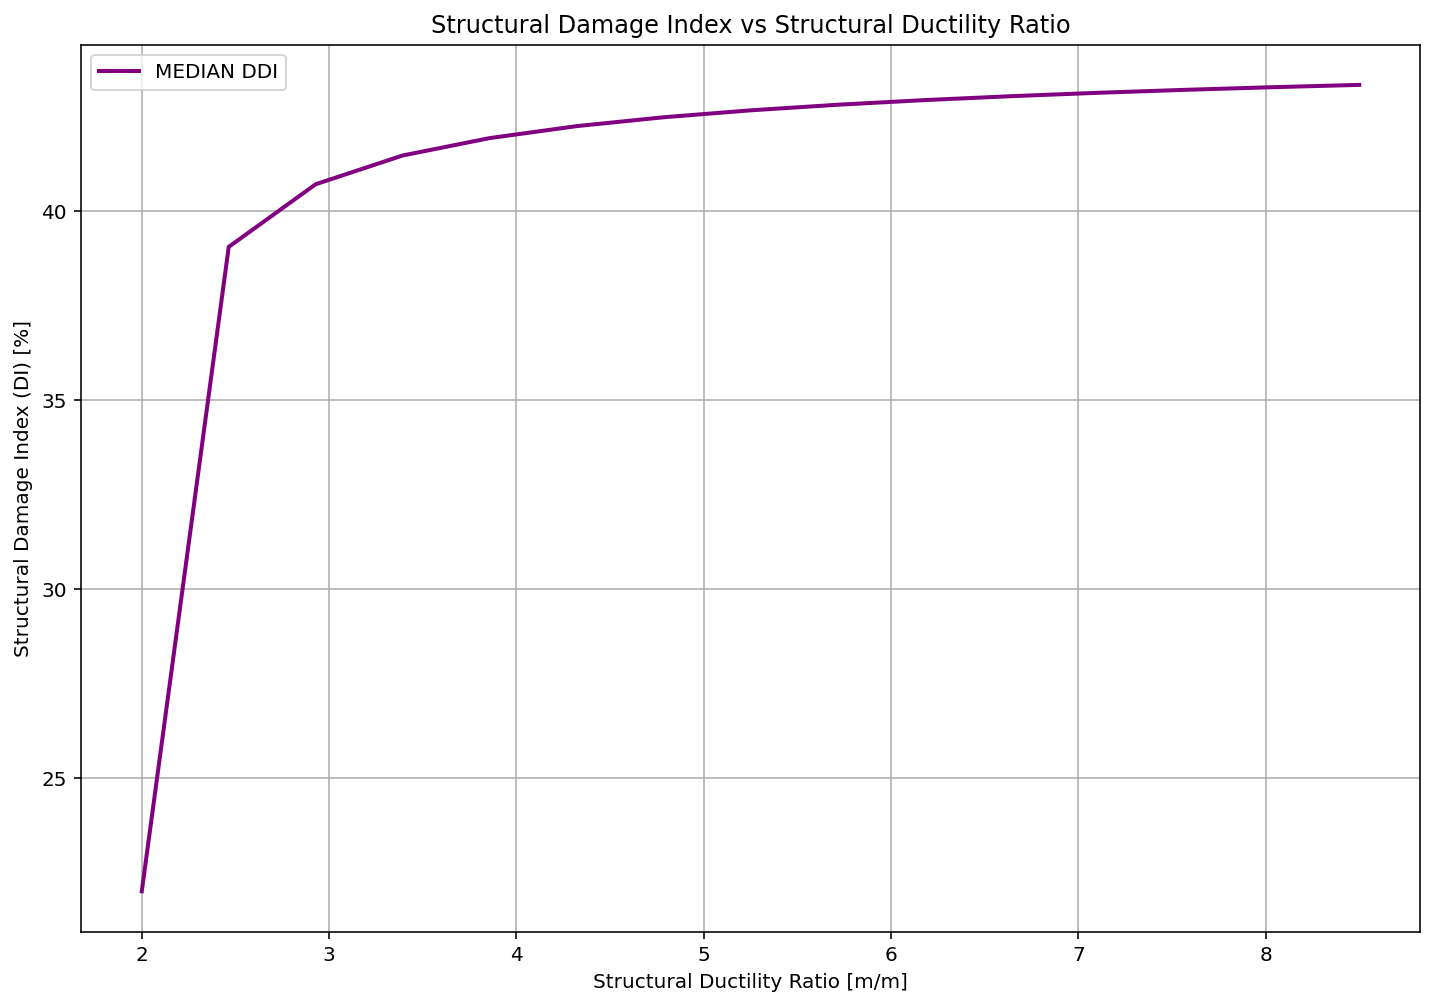 Structural Damage Index vs Structural Ductility Ratio
MEDIAN DDI
Structural Damage Index (DI) [%]
40
35
30
25
2 3 4 5 6 7 8
Structural Ductility Ratio [m/m]